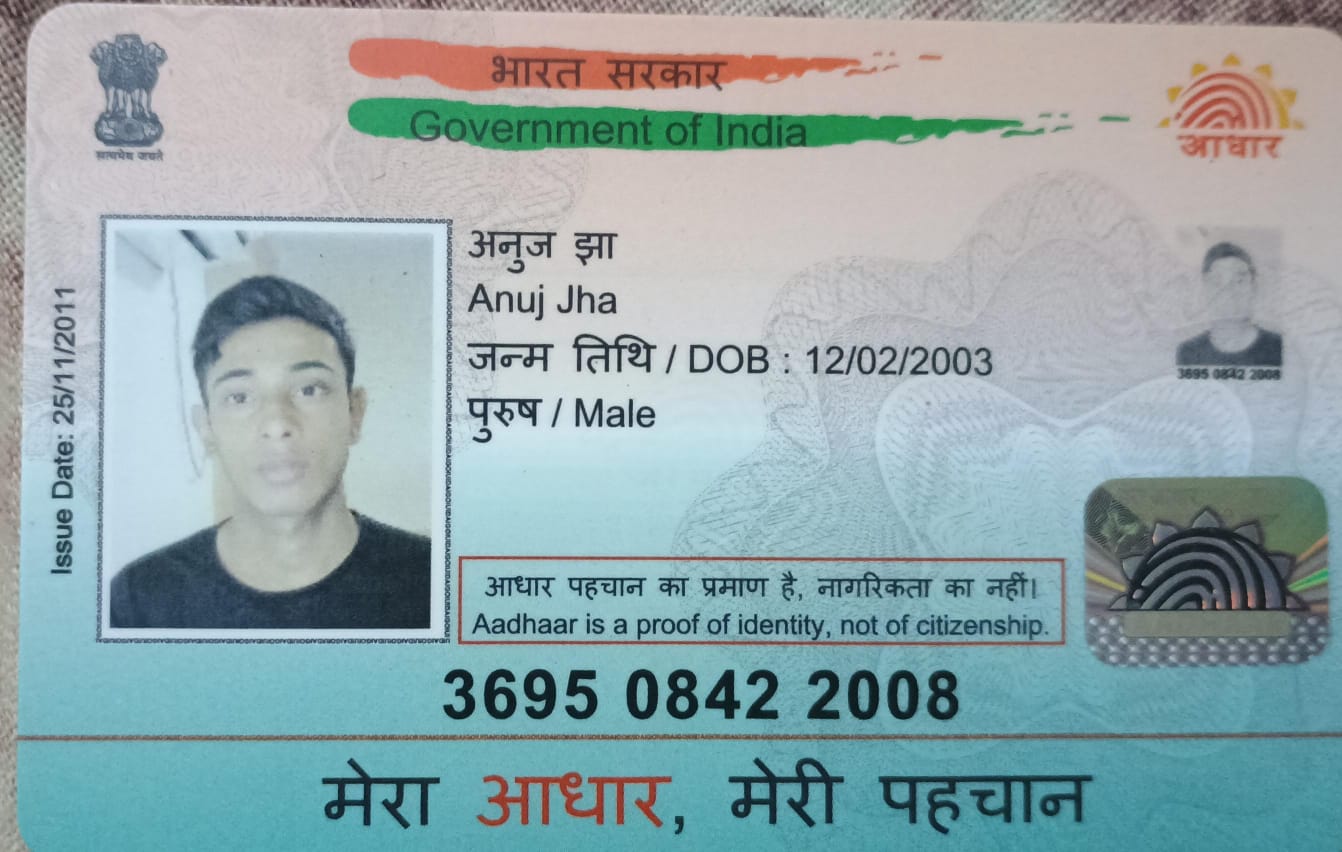 भारत सरकार
Government of India
सत्यमेव जयते
आधार
अनुज झा
Anuj Jha
जन्म तिथि / DOB : 12/02/2003
पुरुष / Male
3695 0842 2008
Issue Date: 25/11/2011
आधार पहचान का प्रमाण है, नागरिकता का नहीं।
Aadhaar is a proof of identity, not of citizenship.
3695 0842 2008
मेरा आधार, मेरी पहचान